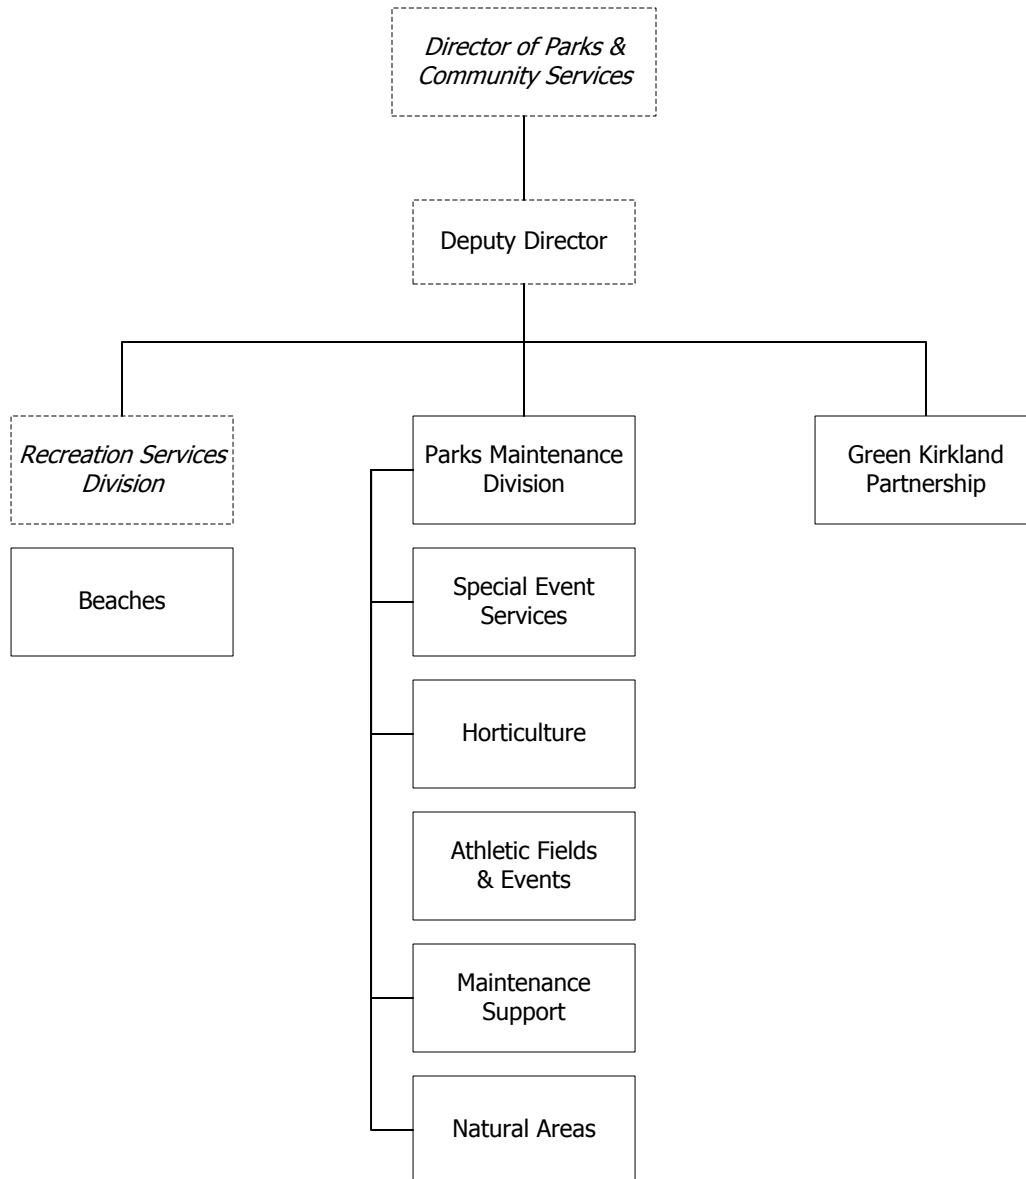 Director of Parks &
Community Services
Deputy Director
Recreation Services
Division
Parks Maintenance
Division
Green Kirkland
Partnership
Beaches
Special Event
Services
Horticulture
Athletic Fields
& Events
Maintenance
Support
Natural Areas